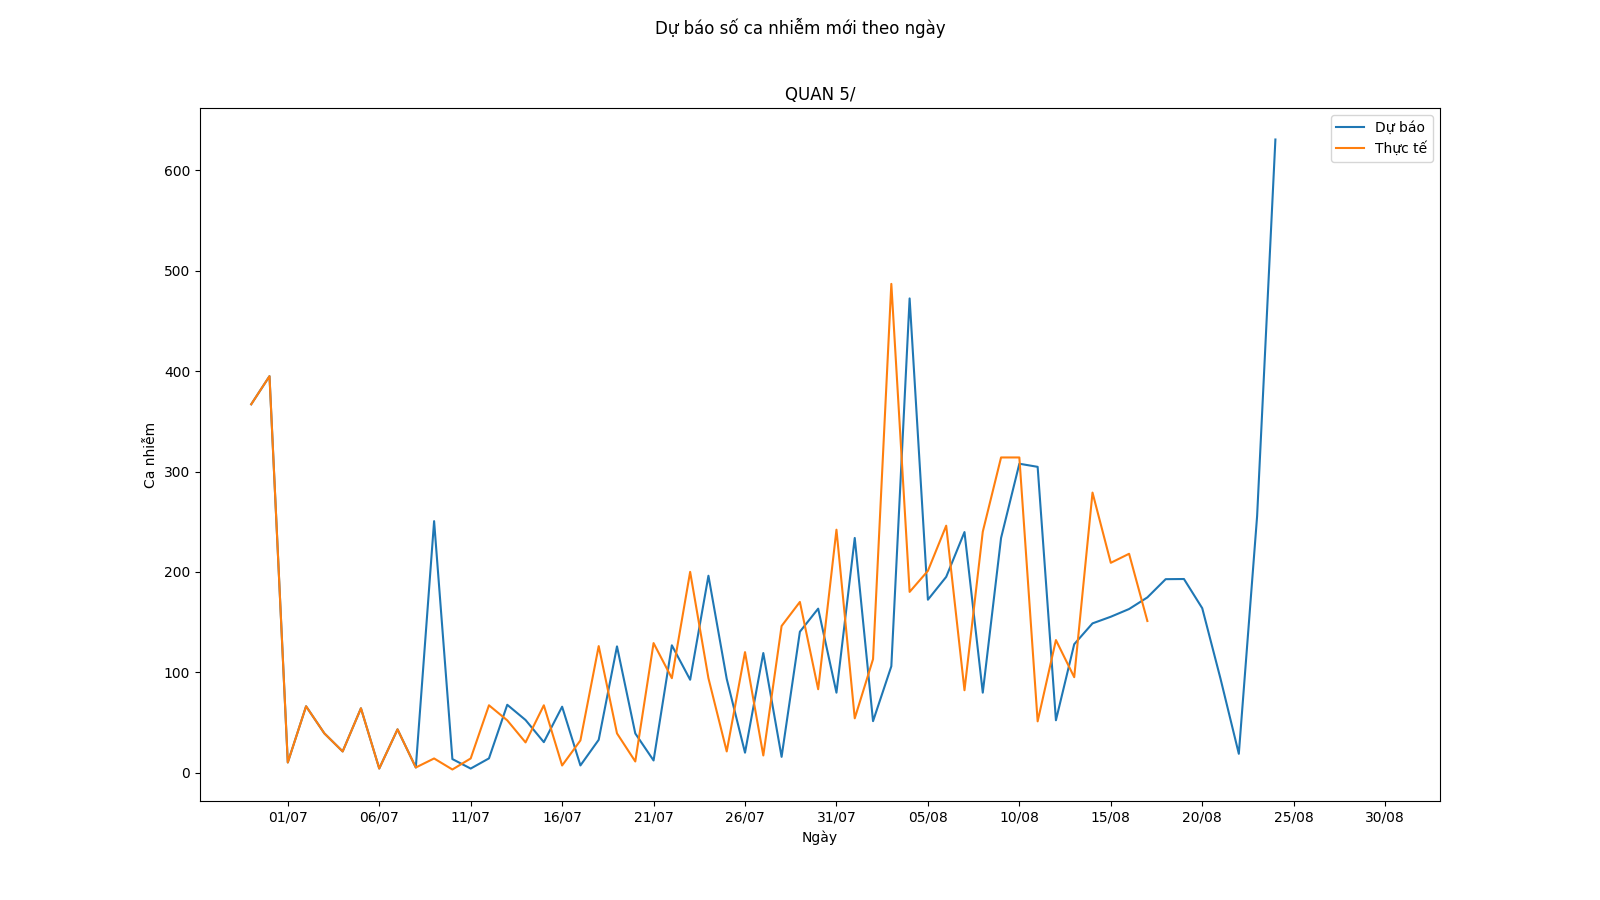 Dự báo số ca nhiễm mới theo ngày
QUAN 5/
Dự báo
Thực tế
600
500
400
300
200
100
0
Ca nhiễm
01/07 06/07 11/07 16/07 21/07 26/07 31/07 05/08 10/08 15/08 20/08 25/08 30/08
Ngày